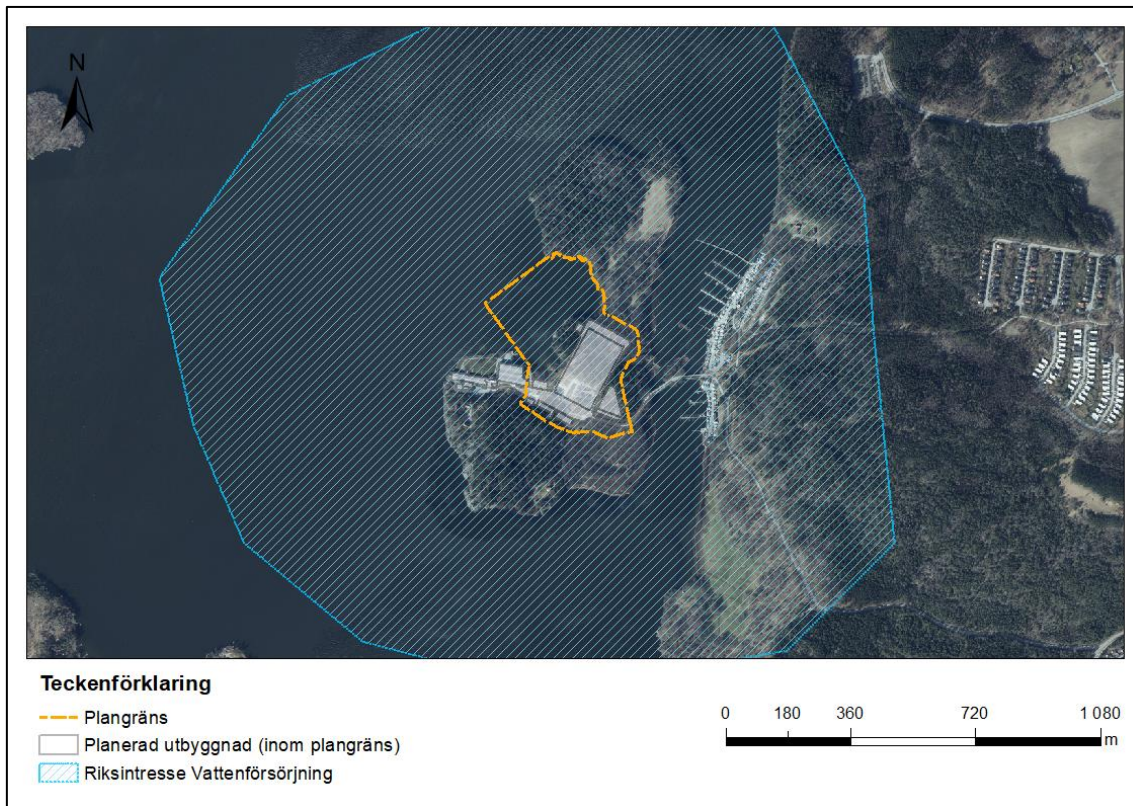 N
Teckenförklaring
Plangräns
Planerad utbyggnad (inom plangräns)
Riksintresse Vattenförsörjning
0 180 360 720 1 080
m